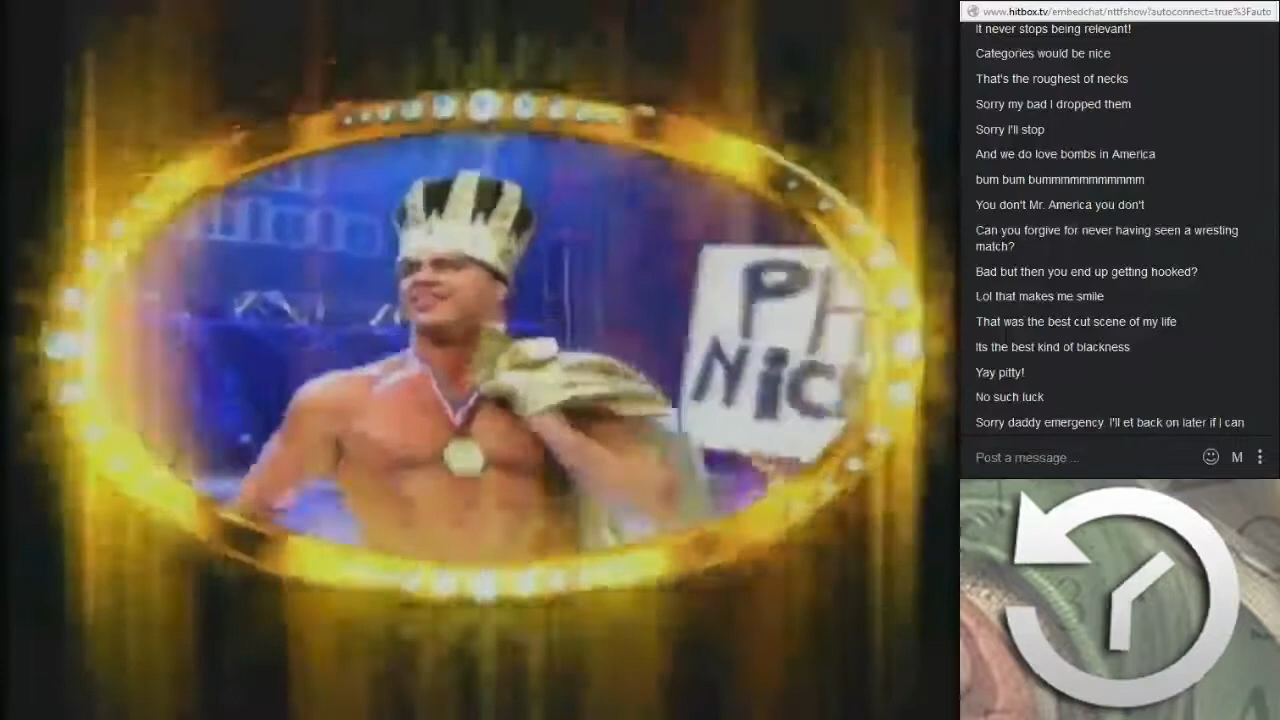 PH
NiC
www.hitbox.tv/embedchat/nttfshow?autoconnect=true%3Fauto
it never stops being relevant!
Categories would be nice
That's the roughest of necks
Sorry my bad I dropped them
Sorry I'll stop
And we do love bombs in America
bum bum bummmmmmmmmmm
You don't Mr. America you don't
Can you forgive for never having seen a wresting
match?
Bad but then you end up getting hooked?
Lol that makes me smile
That was the best cut scene of my life
Its the best kind of blackness
Yay pitty!
No such luck
Sorry daddy emergency I'll et back on later if I can
Post a message ...
M